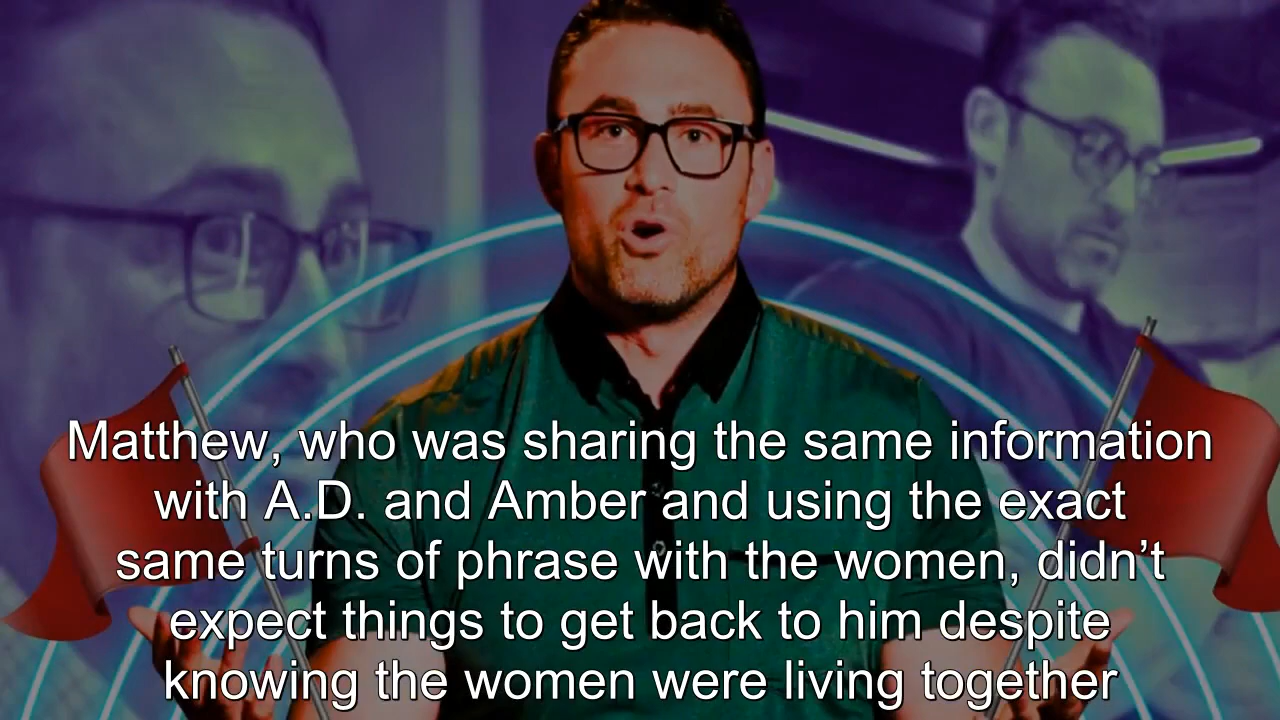 Matthew, who was sharing the same information
with A.D. and Amber and using the exact
same turns of phrase with the women, didn’t
expect things to get back to him despite
knowing the women were living together